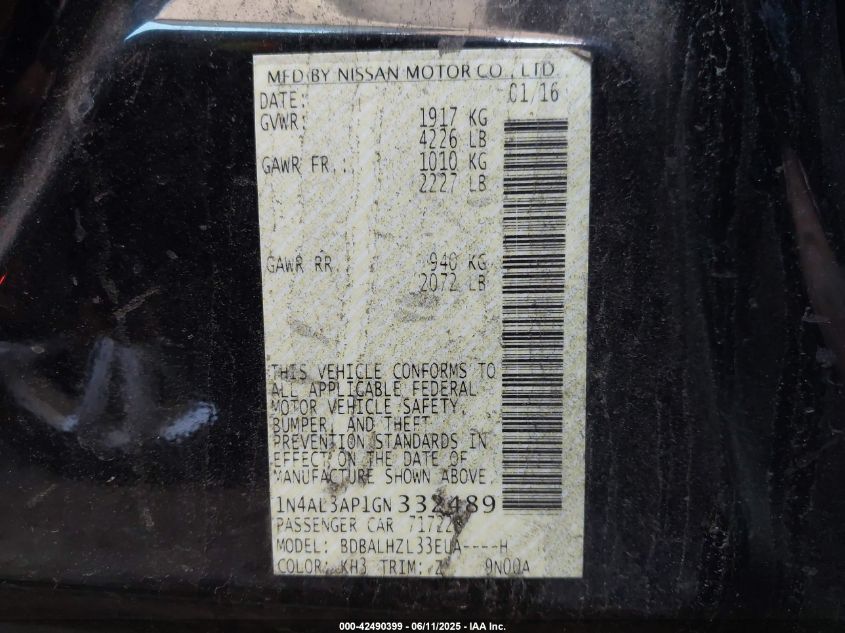 MFD BY NISSAN MOTOR CO., LTD.
DATE: 01/16
GVWR: 1917 KG
4226 LB
GAWR FR.: 1010 KG
2227 LB
GAWR RR. 940 KG
2072 LB
THIS VEHICLE CONFORMS TO
ALL APPLICABLE FEDERAL
MOTOR VEHICLE SAFETY,
BUMPER, AND THEFT
PREVENTION STANDARDS IN
EFFECT ON THE DATE OF
MANUFACTURE SHOWN ABOVE.
1N4AL3AP1GN 332489
PASSENGER CAR
MODEL: BDBALHZL33EUA----H
COLOR: KH3 TRIM: 9N00A
000-42490399 - 06/11/2025 - IAA Inc.